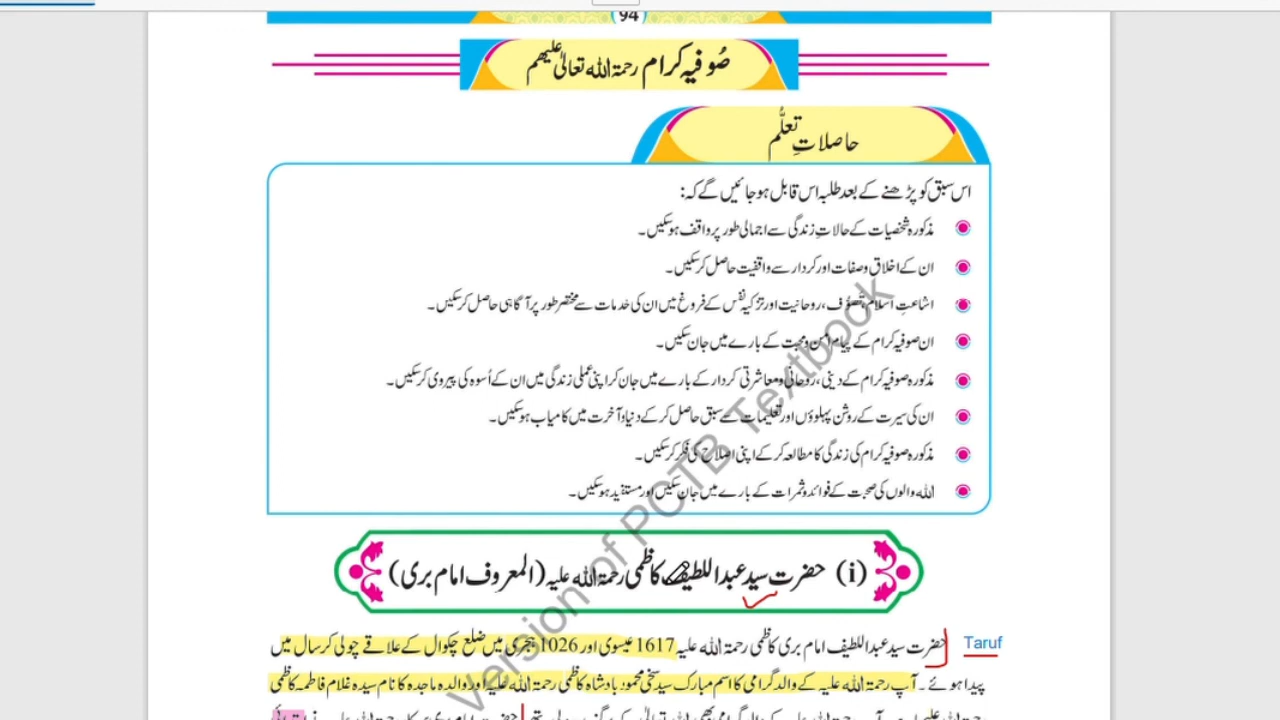 94
صُوفیہ کرام رحمۃ اللہ تعالیٰ علیھم
حاصلاتِ تعلُّم
اس سبق کو پڑھنے کے بعد طلبہ اس قابل ہو جائیں گے کہ:
مذکورہ شخصیات کے حالاتِ زندگی سے اجمالی طور پر واقف ہو سکیں۔
ان کے اخلاق و صفات اور کردار سے واقفیت حاصل کر سکیں۔
اشاعتِ اسلام، تصوُّف، روحانیت اور تزکیہ نفس کے فروغ میں ان کی خدمات سے مختصر طور پر آگاہی حاصل کر سکیں۔
ان صوفیہ کرام کے پیام امن و محبت کے بارے میں جان سکیں۔
مذکورہ صوفیہ کرام کے دینی، روحانی و معاشرتی کردار کے بارے میں جان کر اپنی عملی زندگی میں ان کے اُسوہ کی پیروی کر سکیں۔
ان کی سیرت کے روشن پہلوؤں اور تعلیمات سے سبق حاصل کر کے دنیا و آخرت میں کامیاب ہو سکیں۔
مذکورہ صوفیہ کرام کی زندگی کا مطالعہ کر کے اپنی اصلاح کی فکر کر سکیں۔
اللہ والوں کی صحبت کے فوائد و ثمرات کے بارے میں جان سکیں اور مستفید ہو سکیں۔
(i) حضرت سید عبداللطیف کاظمی رحمۃ اللہ علیہ (المعروف امام بری)
حضرت سید عبداللطیف امام بری کاظمی رحمۃ اللہ علیہ 1617 عیسوی اور 1026 ہجری میں ضلع چکوال کے علاقے چولی کرسال میں
Taruf
پیدا ہوئے۔ آپ رحمۃ اللہ علیہ کے والد گرامی کا اسم مبارک سید سخی محمود بادشاہ کاظمی رحمۃ اللہ علیہ اور والدہ ماجدہ کا نام سیدہ غلام فاطمہ کاظمی
Version of PCTB Textbook